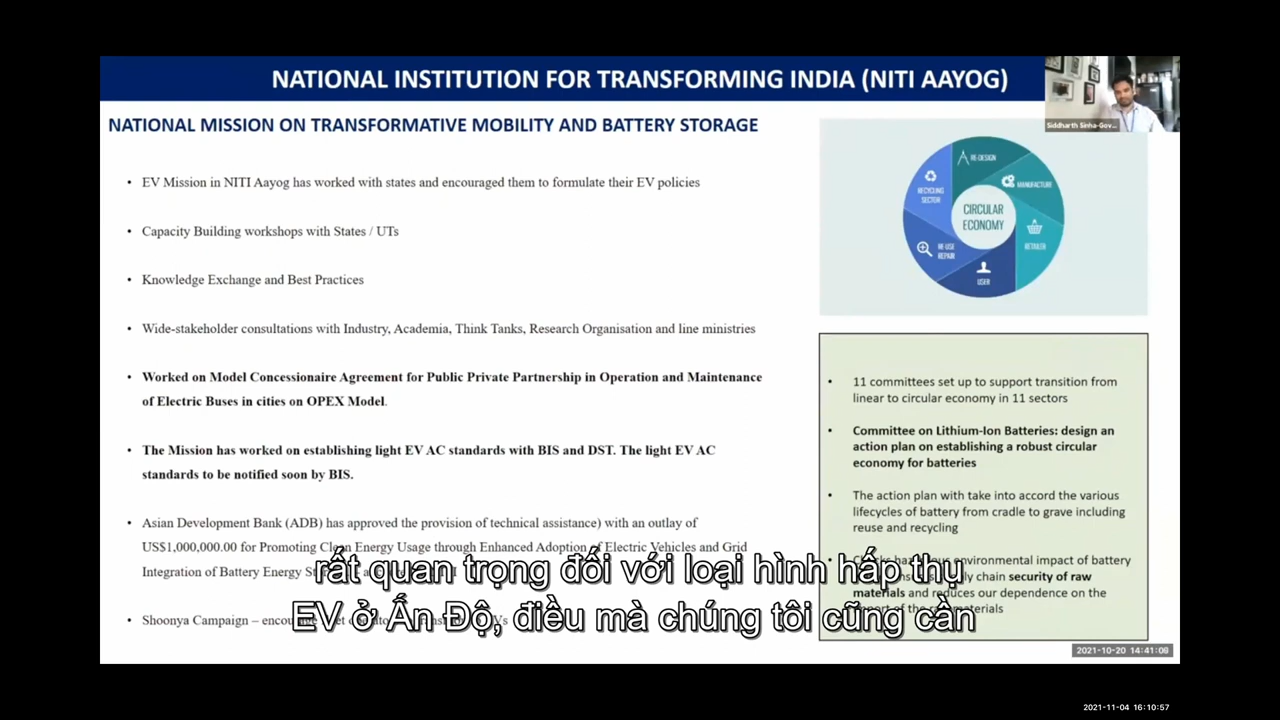 NATIONAL INSTITUTION FOR TRANSFORMING INDIA (NITI AAYOG)
Siddharth Sinha-Gov...
NATIONAL MISSION ON TRANSFORMATIVE MOBILITY AND BATTERY STORAGE
• EV Mission in NITI Aayog has worked with states and encouraged them to formulate their EV policies
• Capacity Building workshops with States / UTs
• Knowledge Exchange and Best Practices
• Wide-stakeholder consultations with Industry, Academia, Think Tanks, Research Organisation and line ministries
• Worked on Model Concessionaire Agreement for Public Private Partnership in Operation and Maintenance
of Electric Buses in cities on OPEX Model.
• The Mission has worked on establishing light EV AC standards with BIS and DST. The light EV AC
standards to be notified soon by BIS.
• Asian Development Bank (ADB) has approved the provision of technical assistance) with an outlay of
US$1,000,000.00 for Promoting Clean Energy Usage through Enhanced Adoption of Electric Vehicles and Grid
Integration of Battery Energy
• Shoonya Campaign –
RE-DESIGN
MANUFACTURE
RETAILER
USER
RE-USE
REPAIR
RECYCLING
SECTOR
CIRCULAR
ECONOMY
• 11 committees set up to support transition from
linear to circular economy in 11 sectors
• Committee on Lithium-Ion Batteries: design an
action plan on establishing a robust circular
economy for batteries
• The action plan with take into accord the various
lifecycles of battery from cradle to grave including
reuse and recycling
• environmental impact of battery
chain security of raw
materials and reduces our dependence on the
of the materials
rất quan trọng đối với loại hình hấp thụ
EV ở Ấn Độ, điều mà chúng tôi cũng cần
2021-10-20 14:41:08
2021-11-04 16:10:57